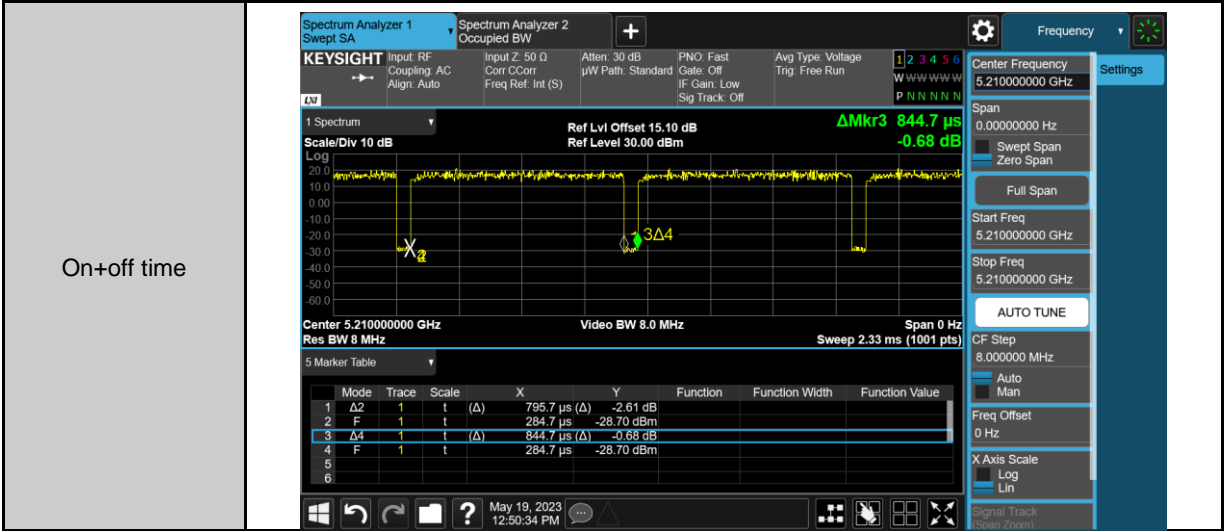 On+off time
Spectrum Analyzer 1
Swept SA
Spectrum Analyzer 2
Occupied BW
+
Frequency
KEYSIGHT
LXI
Input: RF
Coupling: AC
Align: Auto
Input Z: 50 Ω
Corr CCorr
Freq Ref: Int (S)
Atten: 30 dB
µW Path: Standard
PNO: Fast
Gate: Off
IF Gain: Low
Sig Track: Off
Avg Type: Voltage
Trig: Free Run
1 2 3 4 5 6
W W W W W W
P N N N N N
1 Spectrum
Scale/Div 10 dB
Ref Lvl Offset 15.10 dB
Ref Level 30.00 dBm
ΔMkr3 844.7 µs
-0.68 dB
Log
20.0
10.0
0.00
-10.0
-20.0
-30.0
-40.0
-50.0
-60.0
3Δ4
Center 5.210000000 GHz
Video BW 8.0 MHz
Span 0 Hz
Res BW 8 MHz
Sweep 2.33 ms (1001 pts)
5 Marker Table
Mode Trace Scale X Y Function Function Width Function Value
1 Δ2 1 t (Δ) 795.7 µs (Δ) -2.61 dB
2 F 1 t 284.7 µs -28.70 dBm
3 Δ4 1 t (Δ) 844.7 µs (Δ) -0.68 dB
4 F 1 t 284.7 µs -28.70 dBm
5
6
?
May 19, 2023
12:50:34 PM
Center Frequency
5.210000000 GHz
Settings
Span
0.00000000 Hz
Swept Span
Zero Span
Full Span
Start Freq
5.210000000 GHz
Stop Freq
5.210000000 GHz
AUTO TUNE
CF Step
8.000000 MHz
Auto
Man
Freq Offset
0 Hz
X Axis Scale
Log
Lin
Signal Track
(Span Zoom)